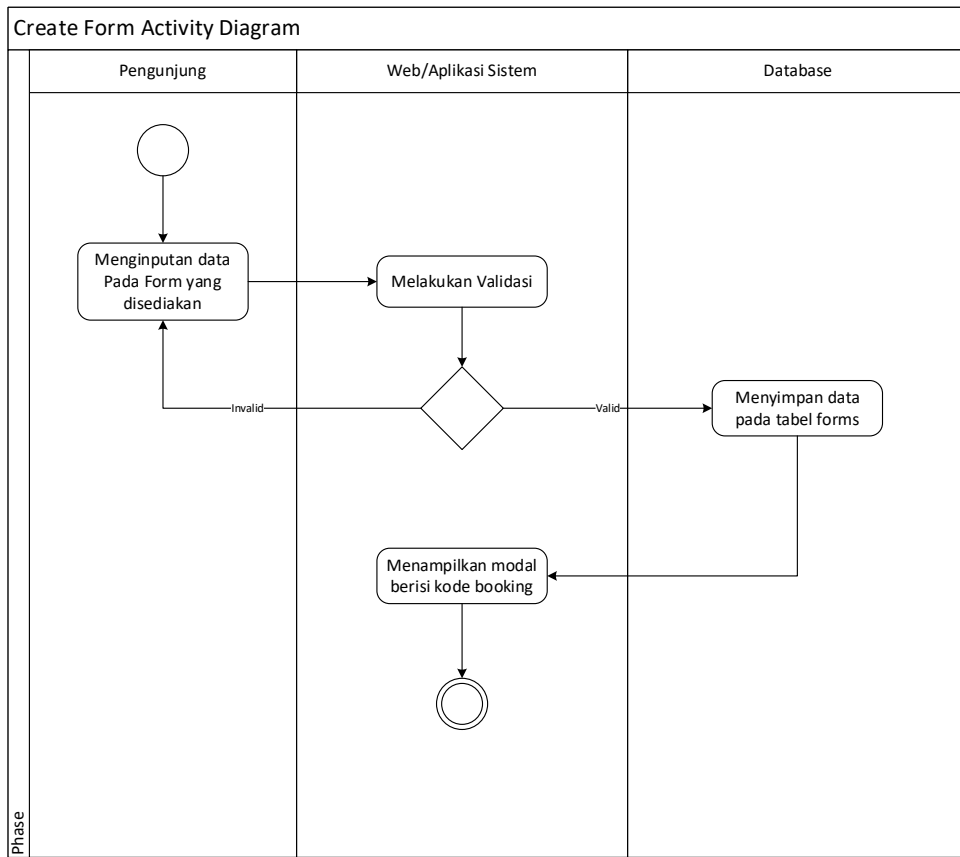 Create Form Activity Diagram
Pengunjung
Web/Aplikasi Sistem
Database
Menginputan data
Pada Form yang
disediakan
Melakukan Validasi
Invalid
Valid
Menyimpan data
pada tabel forms
Menampilkan modal
berisi kode booking
Phase